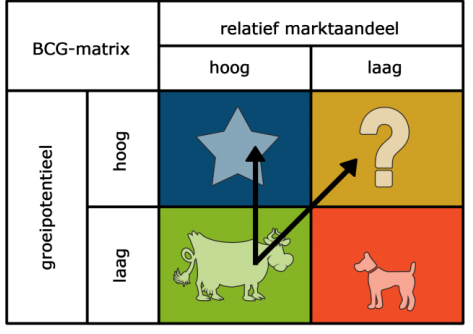 BCG-matrix
relatief marktaandeel
hoog
laag
groeipotentieel
hoog
laag
?